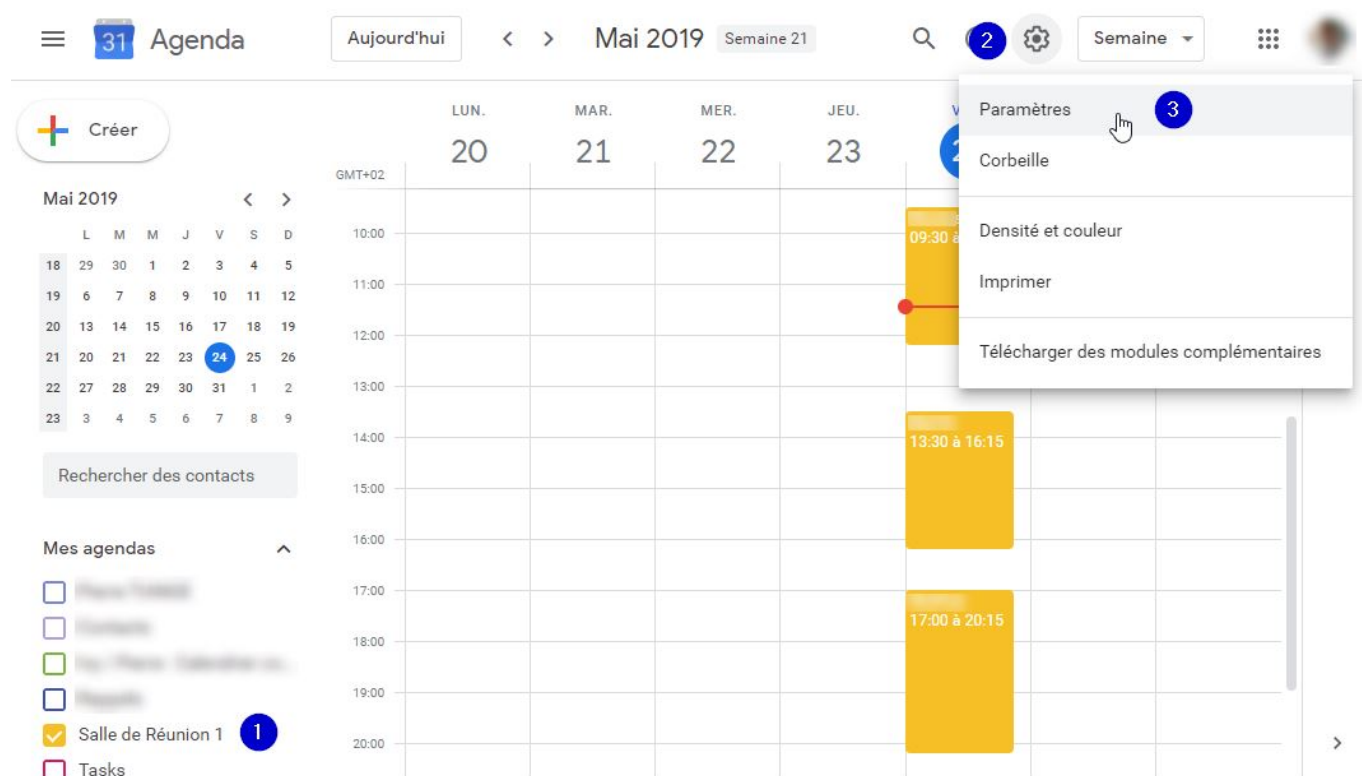 31 Agenda Aujourd'hui < > Mai 2019 Semaine 21 2 Semaine
Créer
Mai 2019 < >
L M M J V S D
18 29 30 1 2 3 4 5
19 6 7 8 9 10 11 12
20 13 14 15 16 17 18 19
21 20 21 22 23 24 25 26
22 27 28 29 30 31 1 2
23 3 4 5 6 7 8 9
Rechercher des contacts
Mes agendas
Salle de Réunion 1 1
Tasks
LUN. MAR. MER. JEU. V
20 21 22 23 2
GMT+02
10:00
11:00
12:00
13:00
14:00
15:00
16:00
17:00
18:00
19:00
20:00
09:30 à
13:30 à 16:15
17:00 à 20:15
Paramètres 3
Corbeille
Densité et couleur
Imprimer
Télécharger des modules complémentaires